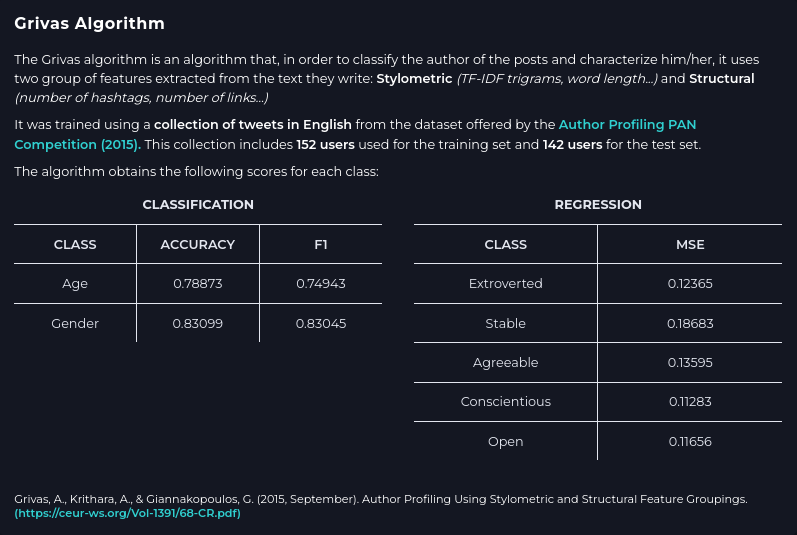 Grivas Algorithm
The Grivas algorithm is an algorithm that, in order to classify the author of the posts and characterize him/her, it uses
two group of features extracted from the text they write: Stylometric (TF-IDF trigrams, word length...) and Structural
(number of hashtags, number of links...)
It was trained using a collection of tweets in English from the dataset offered by the Author Profiling PAN
Competition (2015). This collection includes 152 users used for the training set and 142 users for the test set.
The algorithm obtains the following scores for each class:
CLASSIFICATION
CLASS ACCURACY F1
Age 0.78873 0.74943
Gender 0.83099 0.83045
REGRESSION
CLASS MSE
Extroverted 0.12365
Stable 0.18683
Agreeable 0.13595
Conscientious 0.11283
Open 0.11656
Grivas, A., Krithara, A., & Giannakopoulos, G. (2015, September). Author Profiling Using Stylometric and Structural Feature Groupings.
(https://ceur-ws.org/Vol-1391/68-CR.pdf)